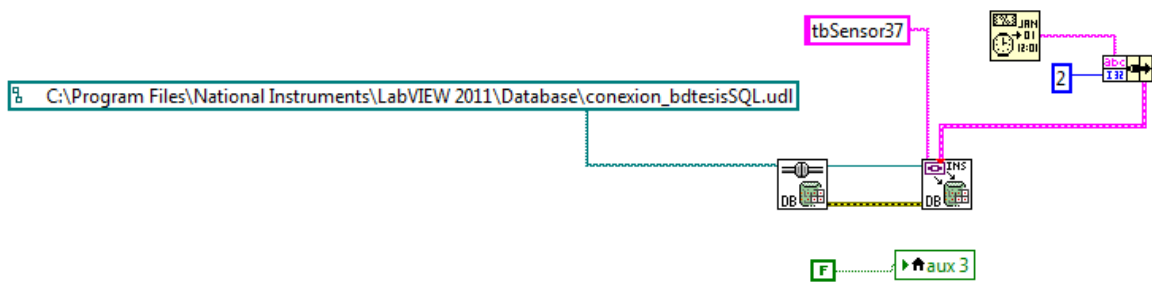 tbSensor37
JAN
01
12:01
abc
I32
2
C:\Program Files\National Instruments\LabVIEW 2011\Database\conexion_bdtesisSQL.udl
INS
DB
DB
F
aux 3